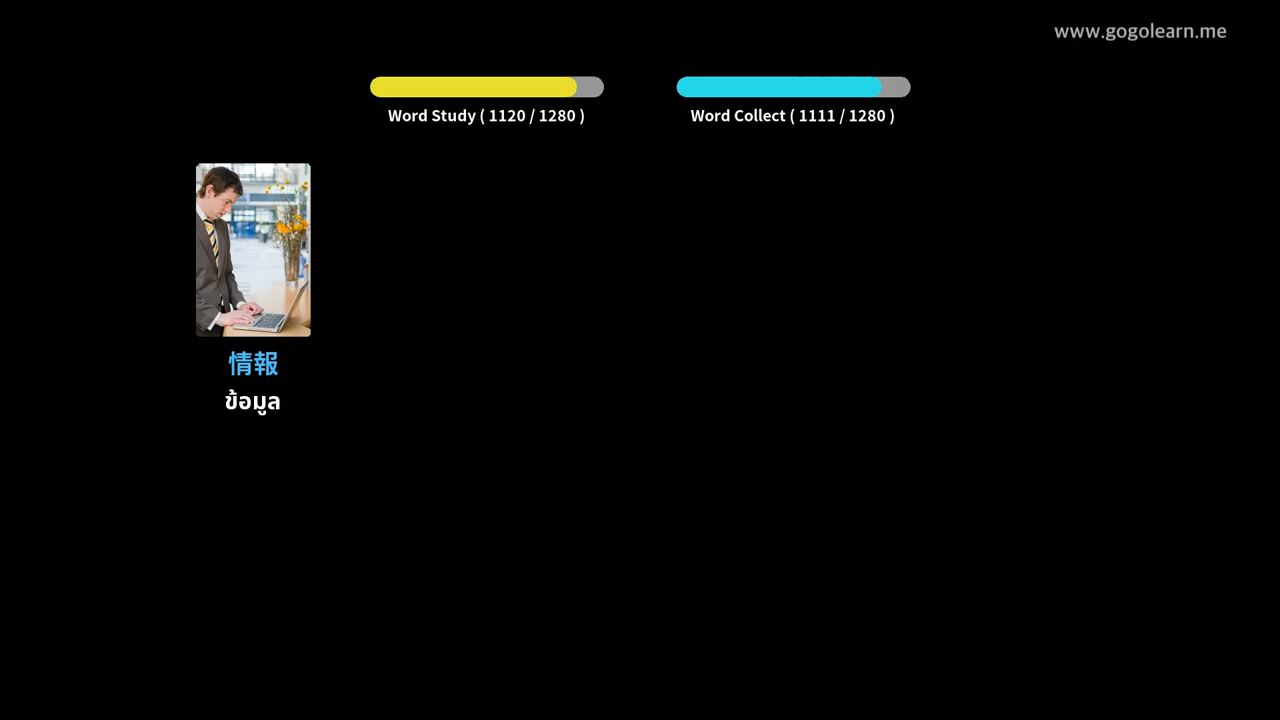 www.gogolearn.me
Word Study ( 1120 / 1280 )
Word Collect ( 1111 / 1280 )
情報
ข้อมูล